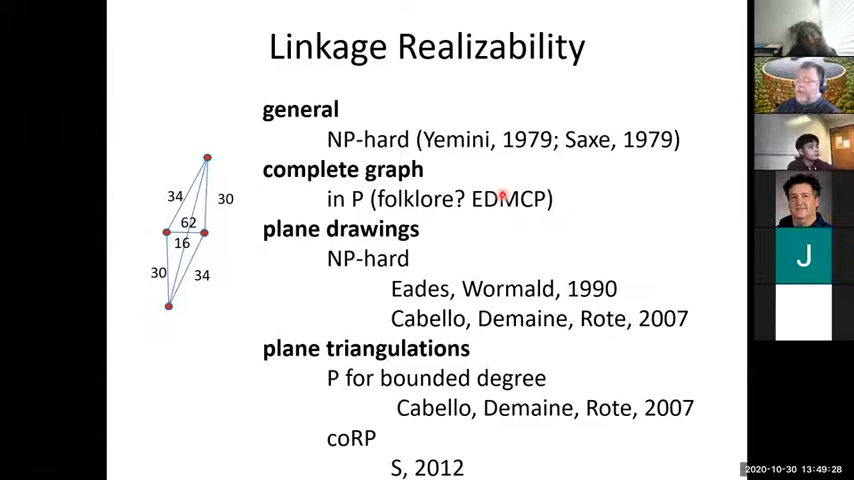 Linkage Realizability
general
NP-hard (Yemini, 1979; Saxe, 1979)
complete graph
in P (folklore? EDMCP)
plane drawings
NP-hard
Eades, Wormald, 1990
Cabello, Demaine, Rote, 2007
plane triangulations
P for bounded degree
Cabello, Demaine, Rote, 2007
coRP
S, 2012
34
30
62
16
30
34
J
2020-10-30 13:49:28